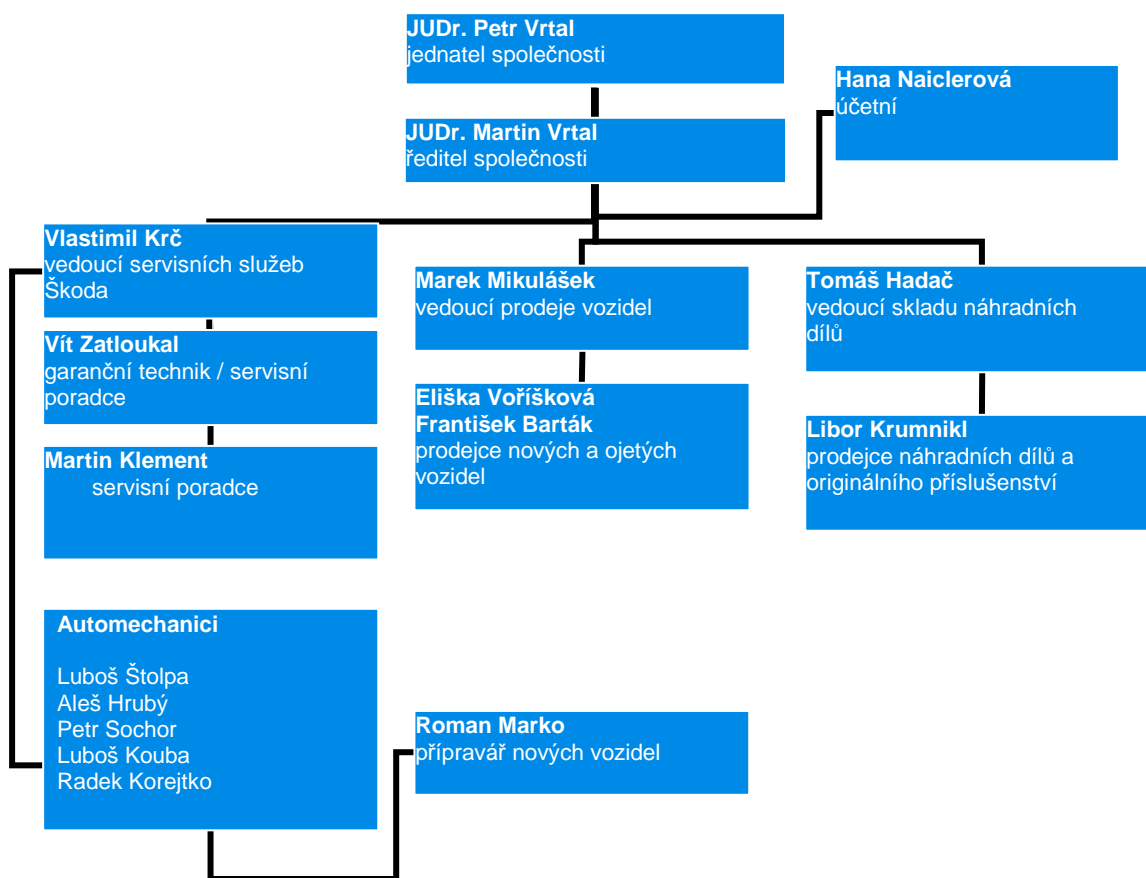 JUDr. Petr Vrtal
jednatel společnosti
Hana Naiclerová
účetní
JUDr. Martin Vrtal
ředitel společnosti
Vlastimil Krč
vedoucí servisních služeb
Škoda
Marek Mikulášek
vedoucí prodeje vozidel
Tomáš Hadač
vedoucí skladu náhradních
dílů
Vít Zatloukal
garanční technik / servisní
poradce
Eliška Voříšková
František Barták
prodejce nových a ojetých
vozidel
Libor Krumnikl
prodejce náhradních dílů a
originálního příslušenství
Martin Klement
servisní poradce
Automechanici
Luboš Štolpa
Aleš Hrubý
Petr Sochor
Luboš Kouba
Radek Korejtko
Roman Marko
přípravář nových vozidel